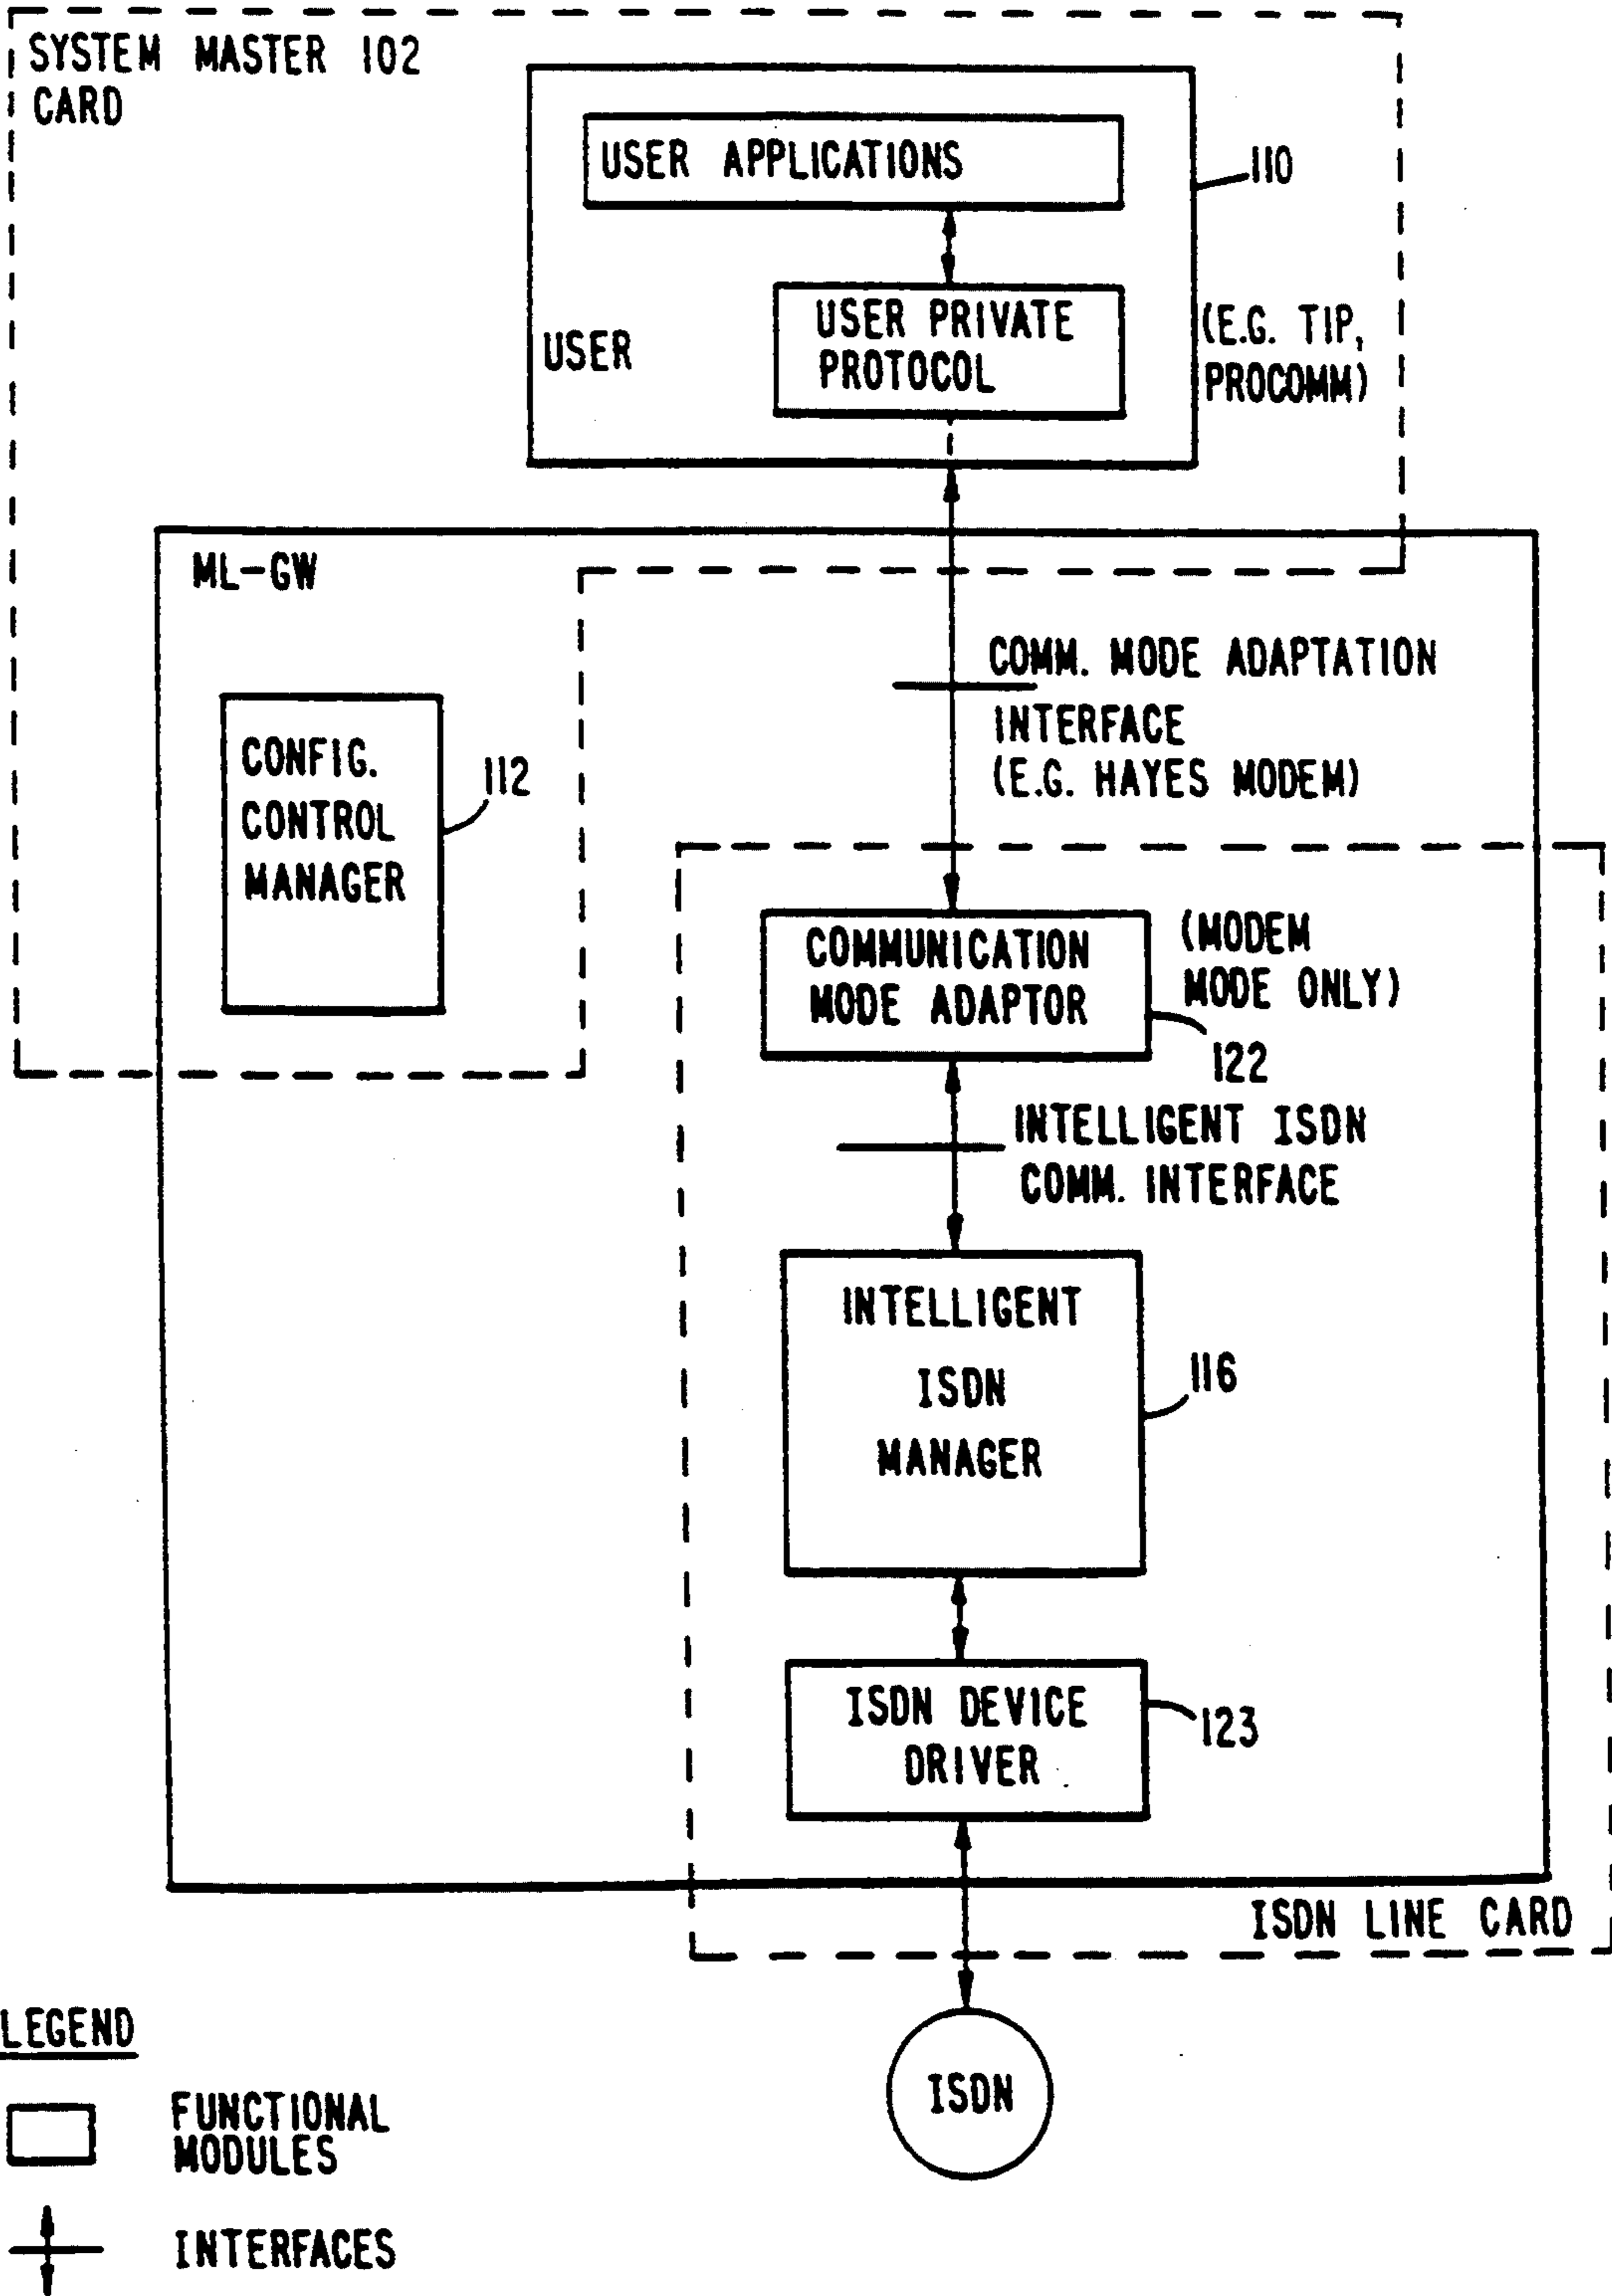 SYSTEM MASTER 102
CARD
USER APPLICATIONS
110
USER PRIVATE
PROTOCOL
USER
(E.G. TIP,
PROCOMM)
ML-GW
COMM. MODE ADAPTATION
INTERFACE
(E.G. HAYES MODEM)
CONFIG.
CONTROL
MANAGER
112
COMMUNICATION
MODE ADAPTOR
(MODEM
MODE ONLY)
122
INTELLIGENT ISDN
COMM. INTERFACE
INTELLIGENT
ISDN
MANAGER
116
ISDN DEVICE
DRIVER
123
ISDN LINE CARD
ISDN
LEGEND
FUNCTIONAL
MODULES
INTERFACES